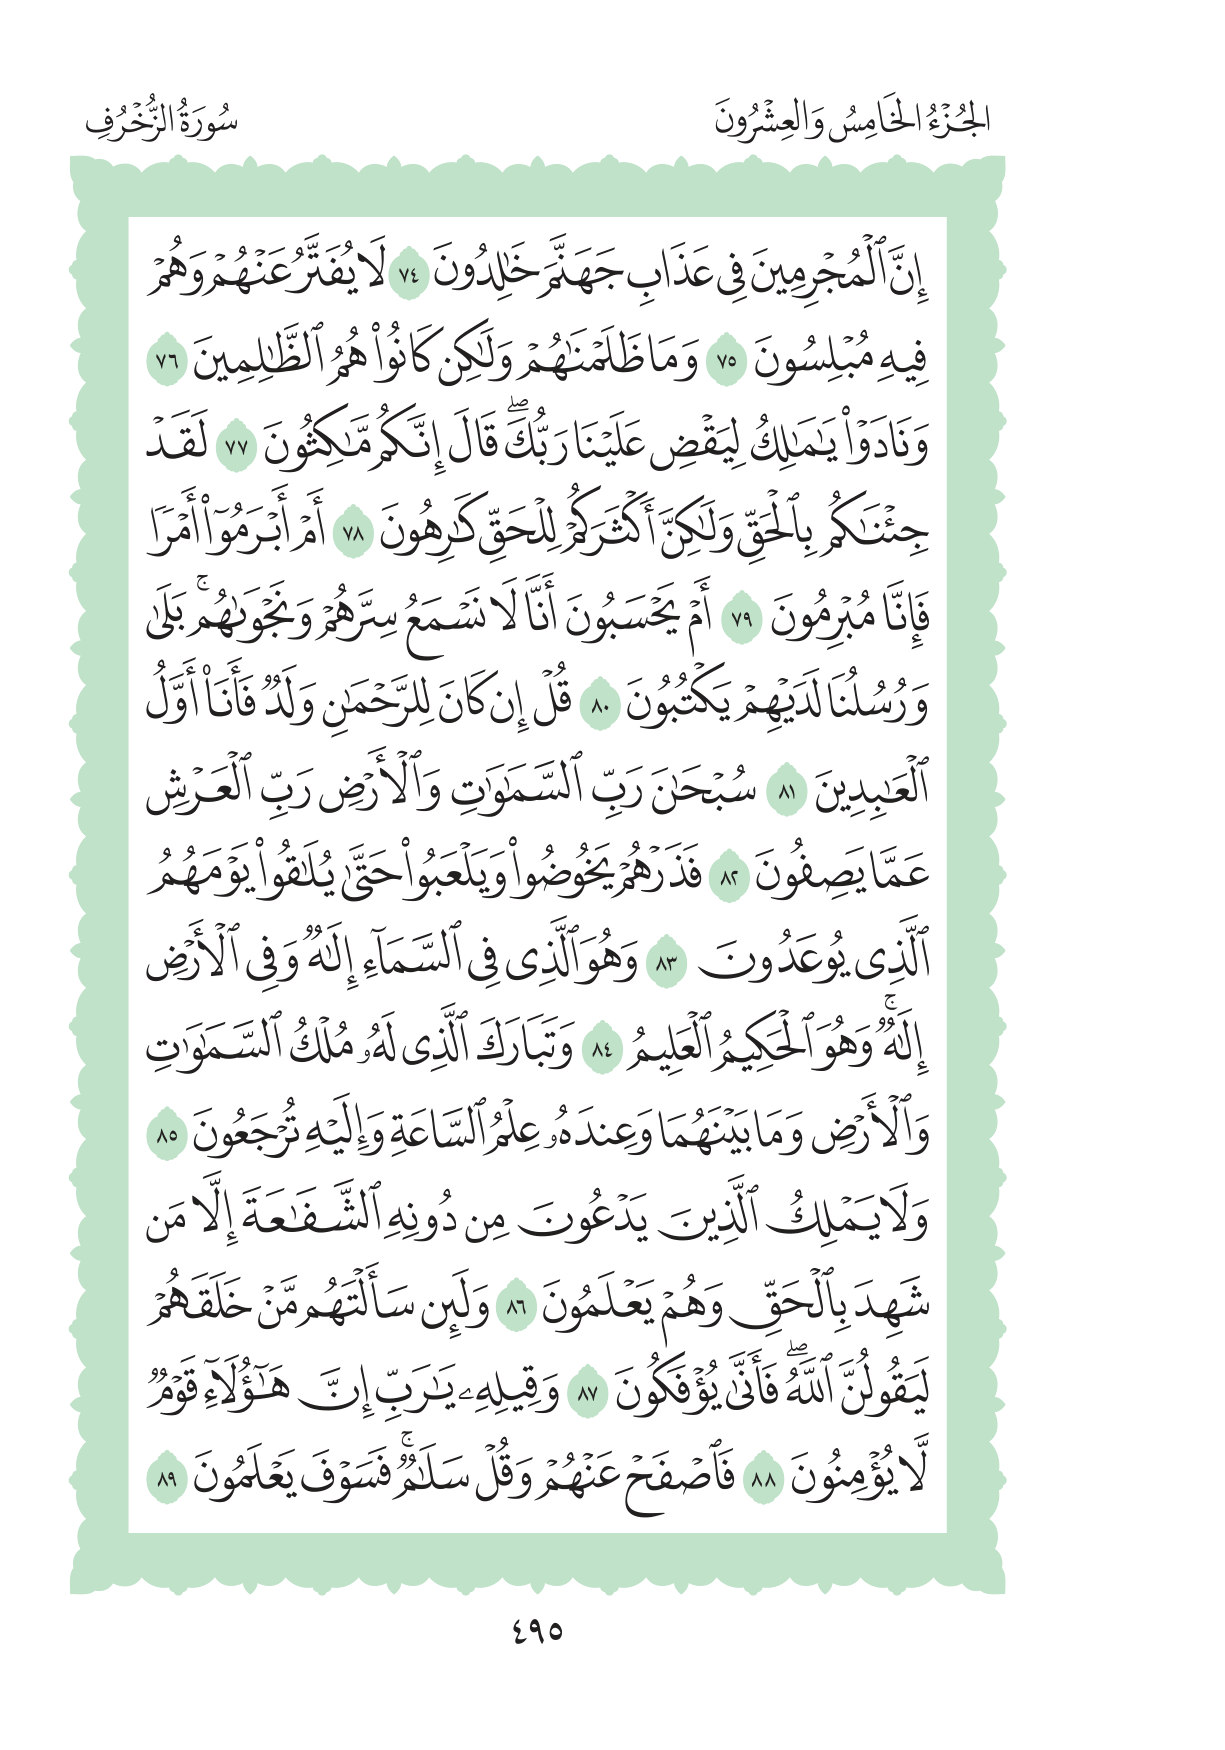 الجُزْءُ الخَامِسُ وَالعِشْرُونَ
سُورَةُ الزُّخْرُفِ
إِنَّ ٱلْمُجْرِمِينَ فِى عَذَابِ جَهَنَّمَ خَٰلِدُونَ ٧٤ لَا يُفَتَّرُ عَنْهُمْ وَهُمْ
فِيهِ مُبْلِسُونَ ٧٥ وَمَا ظَلَمْنَٰهُمْ وَلَٰكِن كَانُوا۟ هُمُ ٱلظَّٰلِمِينَ ٧٦
وَنَادَوْا۟ يَٰمَٰلِكُ لِيَقْضِ عَلَيْنَا رَبُّكَ ۖ قَالَ إِنَّكُم مَّٰكِثُونَ ٧٧ لَقَدْ
جِئْنَٰكُم بِٱلْحَقِّ وَلَٰكِنَّ أَكْثَرَكُمْ لِلْحَقِّ كَٰرِهُونَ ٧٨ أَمْ أَبْرَمُوٓا۟ أَمْرًا
فَإِنَّا مُبْرِمُونَ ٧٩ أَمْ يَحْسَبُونَ أَنَّا لَا نَسْمَعُ سِرَّهُمْ وَنَجْوَىٰهُم ۚ بَلَىٰ
وَرُسُلُنَا لَدَيْهِمْ يَكْتُبُونَ ٨٠ قُلْ إِن كَانَ لِلرَّحْمَٰنِ وَلَدٌ فَأَنَا۠ أَوَّلُ
ٱلْعَٰبِدِينَ ٨١ سُبْحَٰنَ رَبِّ ٱلسَّمَٰوَٰتِ وَٱلْأَرْضِ رَبِّ ٱلْعَرْشِ
عَمَّا يَصِفُونَ ٨٢ فَذَرْهُمْ يَخُوضُوا۟ وَيَلْعَبُوا۟ حَتَّىٰ يُلَٰقُوا۟ يَوْمَهُمُ
ٱلَّذِى يُوعَدُونَ ٨٣ وَهُوَ ٱلَّذِى فِى ٱلسَّمَآءِ إِلَٰهٌ وَفِى ٱلْأَرْضِ
إِلَٰهٌ ۚ وَهُوَ ٱلْحَكِيمُ ٱلْعَلِيمُ ٨٤ وَتَبَارَكَ ٱلَّذِى لَهُۥ مُلْكُ ٱلسَّمَٰوَٰتِ
وَٱلْأَرْضِ وَمَا بَيْنَهُمَا وَعِندَهُۥ عِلْمُ ٱلسَّاعَةِ وَإِلَيْهِ تُرْجَعُونَ ٨٥
وَلَا يَمْلِكُ ٱلَّذِينَ يَدْعُونَ مِن دُونِهِ ٱلشَّفَٰعَةَ إِلَّا مَن
شَهِدَ بِٱلْحَقِّ وَهُمْ يَعْلَمُونَ ٨٦ وَلَئِن سَأَلْتَهُم مَّنْ خَلَقَهُمْ
لَيَقُولُنَّ ٱللَّهُ ۖ فَأَنَّىٰ يُؤْفَكُونَ ٨٧ وَقِيلِهِۦ يَٰرَبِّ إِنَّ هَٰٓؤُلَآءِ قَوْمٌ
لَّا يُؤْمِنُونَ ٨٨ فَٱصْفَحْ عَنْهُمْ وَقُلْ سَلَٰمٌ ۚ فَسَوْفَ يَعْلَمُونَ ٨٩
٤٩٥